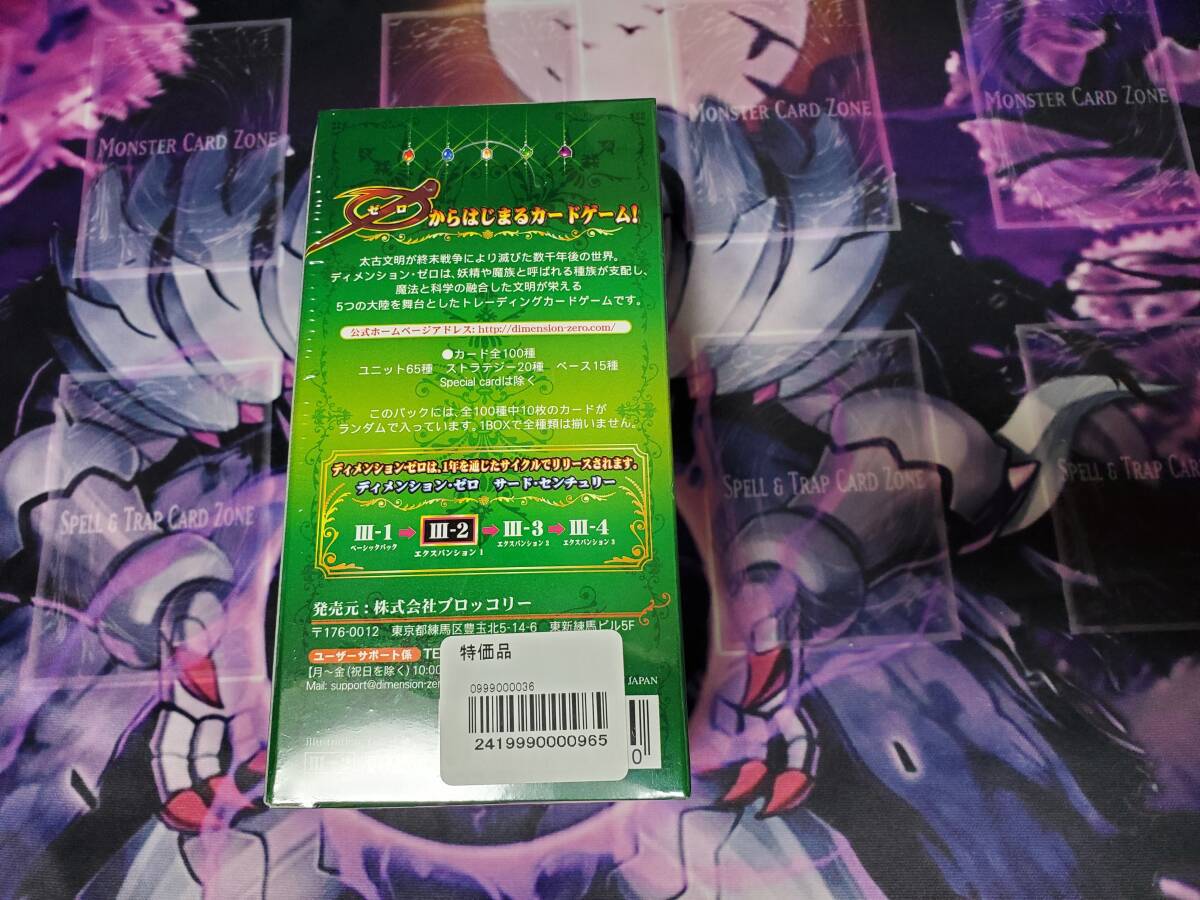 MONSTER CARD ZONE
MONSTER CARD ZONE
MONSTER CARD ZONE
ゼロからはじまるカードゲーム!
太古文明が終末戦争により滅びた数千年後の世界。
ディメンション・ゼロは、妖精や魔族と呼ばれる種族が支配し、
魔法と科学の融合した文明が栄える
5つの大陸を舞台としたトレーディングカードゲームです。
公式ホームページアドレス: http://dimension-zero.com/
●カード全100種
ユニット65種 ストラテジー20種 ベース15種
Special cardは除く
このパックには、全100種中10枚のカードが
ランダムで入っています。1BOXで全種類は揃いません。
ディメンション・ゼロは、1年を通じたサイクルでリリースされます。
ディメンション・ゼロ サード・センチュリー
III-1 ➡ III-2 ➡ III-3 ➡ III-4
ベーシックパック エクスパンション1 エクスパンション2 エクスパンション3
SPELL & TRAP CARD ZONE
SPELL & TRAP CARD ZONE
SPELL & TRAP CARD ZONE
発売元:株式会社ブロッコリー
〒176-0012 東京都練馬区豊玉北5-14-6 東新練馬ビル5F
ユーザーサポート係 TE
【月~金(祝日を除く)10:00
Mail: support@dimension-zer
JAPAN
特価品
0999000036
2419990000965
0